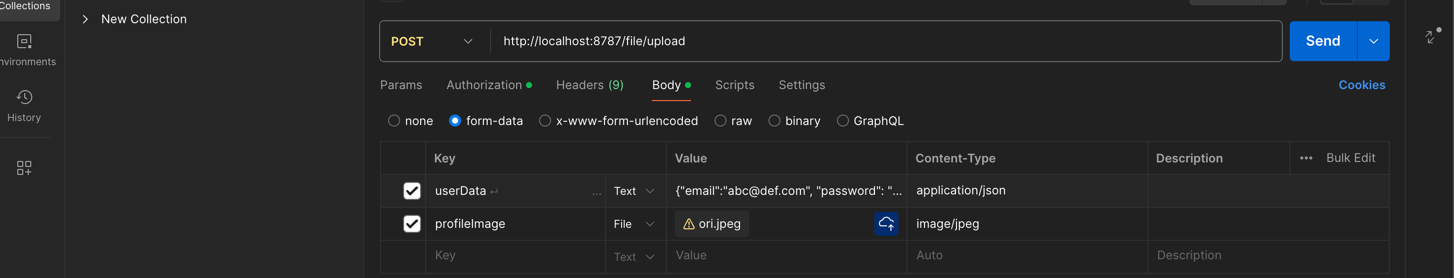 Collections
New Collection
POST
http://localhost:8787/file/upload
Send
nvironments
History
Params
Authorization
Headers (9)
Body
Scripts
Settings
Cookies
none
form-data
x-www-form-urlencoded
raw
binary
GraphQL
Key
Value
Content-Type
Description
Bulk Edit
userData
... Text
{"email":"abc@def.com", "password": "...
application/json
profileImage
File
ori.jpeg
image/jpeg
Key
Text
Value
Auto
Description